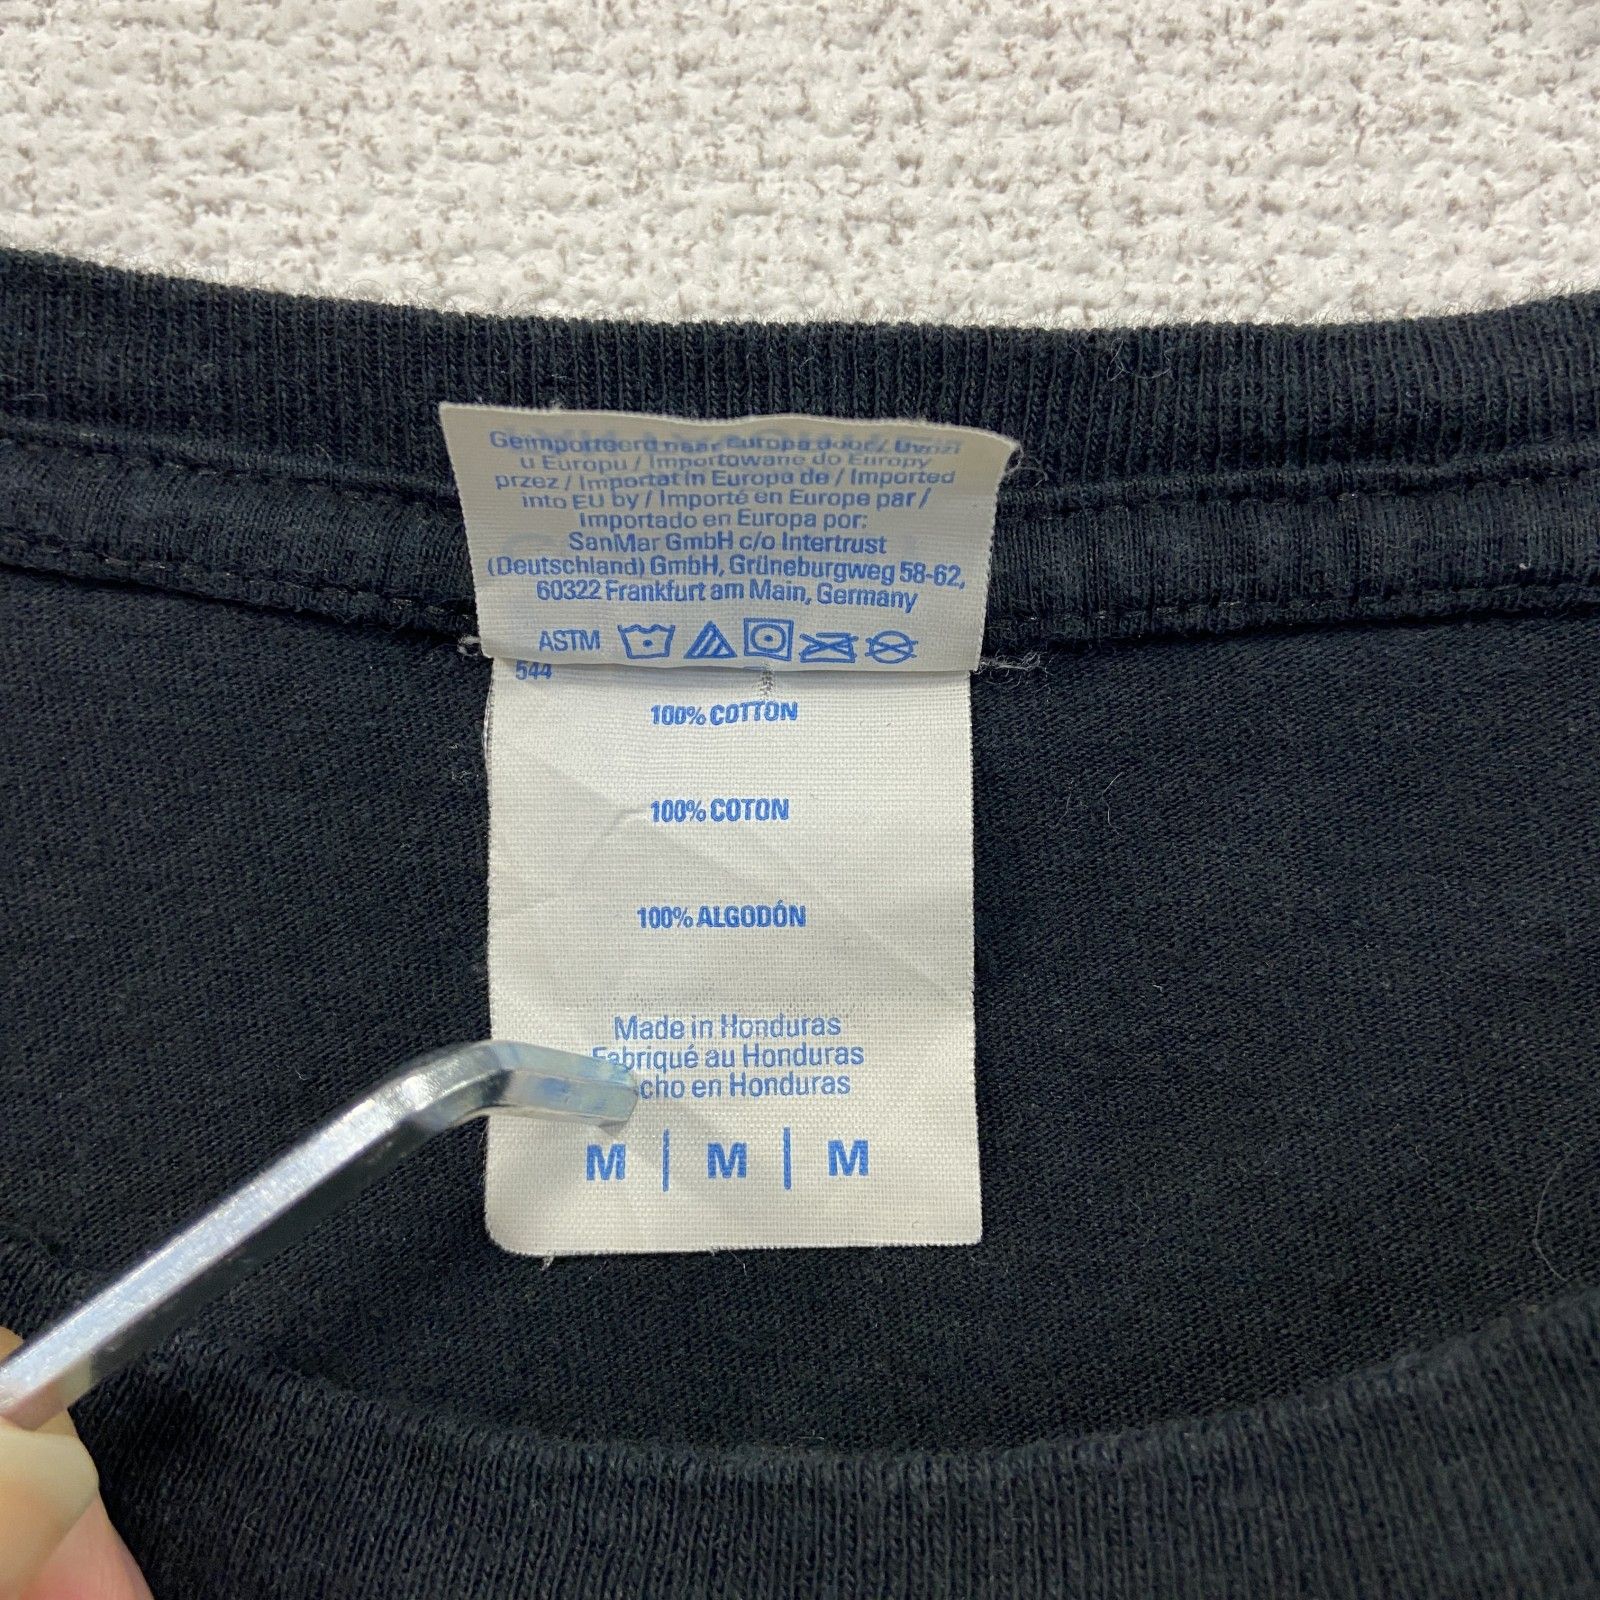 Geïmporteerd naar Europa door / Uvozi
u Europu / Importowane do Europy
przez / Importat in Europa de / Imported
into EU by / Importé en Europe par /
Importado en Europa por:
SanMar GmbH c/o Intertrust
(Deutschland) GmbH, Grüneburgweg 58-62,
60322 Frankfurt am Main, Germany
ASTM
544
100% COTTON
100% COTON
100% ALGODÓN
Made in Honduras
Fabriqué au Honduras
cho en Honduras
M | M | M